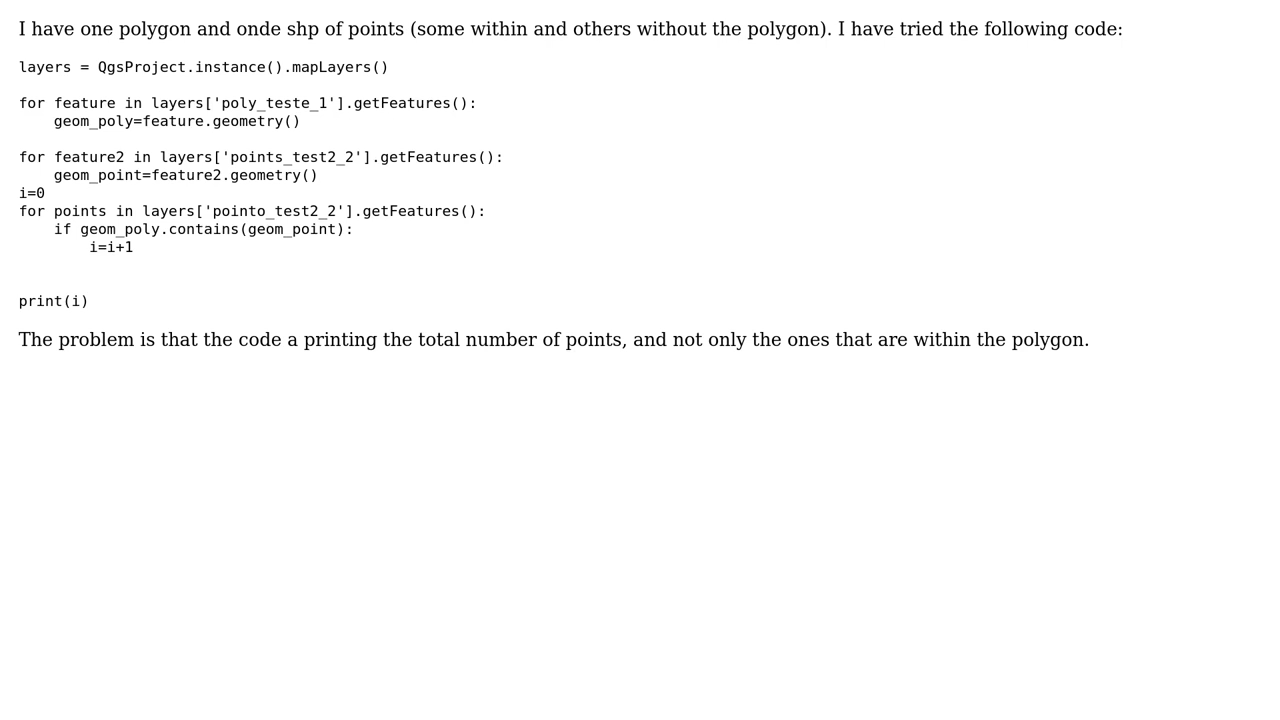 I have one polygon and onde shp of points (some within and others without the polygon). I have tried the following code:
layers = QgsProject.instance().mapLayers()
for feature in layers['poly_teste_1'].getFeatures():
    geom_poly=feature.geometry()
for feature2 in layers['points_test2_2'].getFeatures():
    geom_point=feature2.geometry()
i=0
for points in layers['pointo_test2_2'].getFeatures():
    if geom_poly.contains(geom_point):
        i=i+1
print(i)
The problem is that the code a printing the total number of points, and not only the ones that are within the polygon.